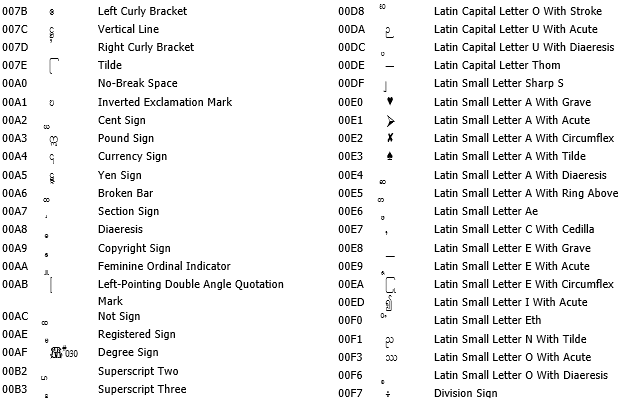 007B Left Curly Bracket
007C Vertical Line
007D Right Curly Bracket
007E Tilde
00A0 No-Break Space
00A1 Inverted Exclamation Mark
00A2 Cent Sign
00A3 Pound Sign
00A4 Currency Sign
00A5 Yen Sign
00A6 Broken Bar
00A7 Section Sign
00A8 Diaeresis
00A9 Copyright Sign
00AA Feminine Ordinal Indicator
00AB Left-Pointing Double Angle Quotation
Mark
00AC Not Sign
00AE Registered Sign
00AF Degree Sign
00B2 Superscript Two
00B3 Superscript Three
00D8 Latin Capital Letter O With Stroke
00DA Latin Capital Letter U With Acute
00DC Latin Capital Letter U With Diaeresis
00DE — Latin Capital Letter Thorn
00DF Latin Small Letter Sharp S
00E0 ♥ Latin Small Letter A With Grave
00E1 ➢ Latin Small Letter A With Acute
00E2 ✘ Latin Small Letter A With Circumflex
00E3 ♠ Latin Small Letter A With Tilde
00E4 Latin Small Letter A With Diaeresis
00E5 Latin Small Letter A With Ring Above
00E6 Latin Small Letter Ae
00E7 , Latin Small Letter C With Cedilla
00E8 _ Latin Small Letter E With Grave
00E9 Latin Small Letter E With Acute
00EA Latin Small Letter E With Circumflex
00ED Latin Small Letter I With Acute
00F0 Latin Small Letter Eth
00F1 Latin Small Letter N With Tilde
00F3 Latin Small Letter O With Acute
00F6 Latin Small Letter O With Diaeresis
00F7 ÷ Division Sign